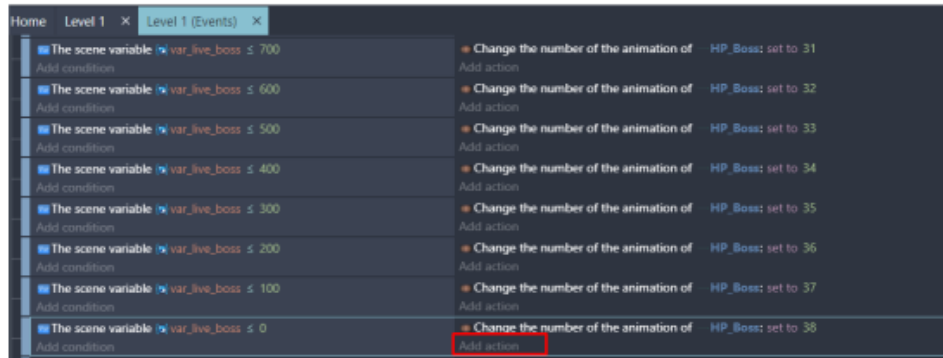 Home Level 1 × Level 1 (Events) ×
The scene variable var_live_boss ≤ 700 Change the number of the animation of HP_Boss: set to 31
Add condition Add action
The scene variable var_live_boss ≤ 600 Change the number of the animation of HP_Boss: set to 32
Add condition Add action
The scene variable var_live_boss ≤ 500 Change the number of the animation of HP_Boss: set to 33
Add condition Add action
The scene variable var_live_boss ≤ 400 Change the number of the animation of HP_Boss: set to 34
Add condition Add action
The scene variable var_live_boss ≤ 300 Change the number of the animation of HP_Boss: set to 35
Add condition Add action
The scene variable var_live_boss ≤ 200 Change the number of the animation of HP_Boss: set to 36
Add condition Add action
The scene variable var_live_boss ≤ 100 Change the number of the animation of HP_Boss: set to 37
Add condition Add action
The scene variable var_live_boss ≤ 0 Change the number of the animation of HP_Boss: set to 38
Add condition Add action